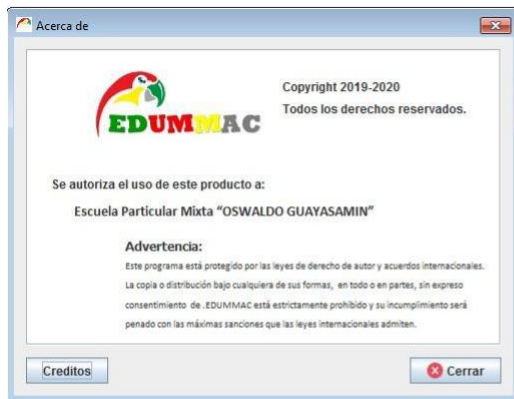 Acerca de
EDUMMAC
Copyright 2019-2020
Todos los derechos reservados.
Se autoriza el uso de este producto a:
Escuela Particular Mixta “OSWALDO GUAYASAMIN”
Advertencia:
Este programa está protegido por las leyes de derecho de autor y acuerdos internacionales.
La copia o distribución bajo cualquiera de sus formas, en todo o en partes, sin expreso
consentimiento de .EDUMMAC está estrictamente prohibido y su incumplimiento será
penado con las máximas sanciones que las leyes internacionales admiten.
Creditos
Cerrar